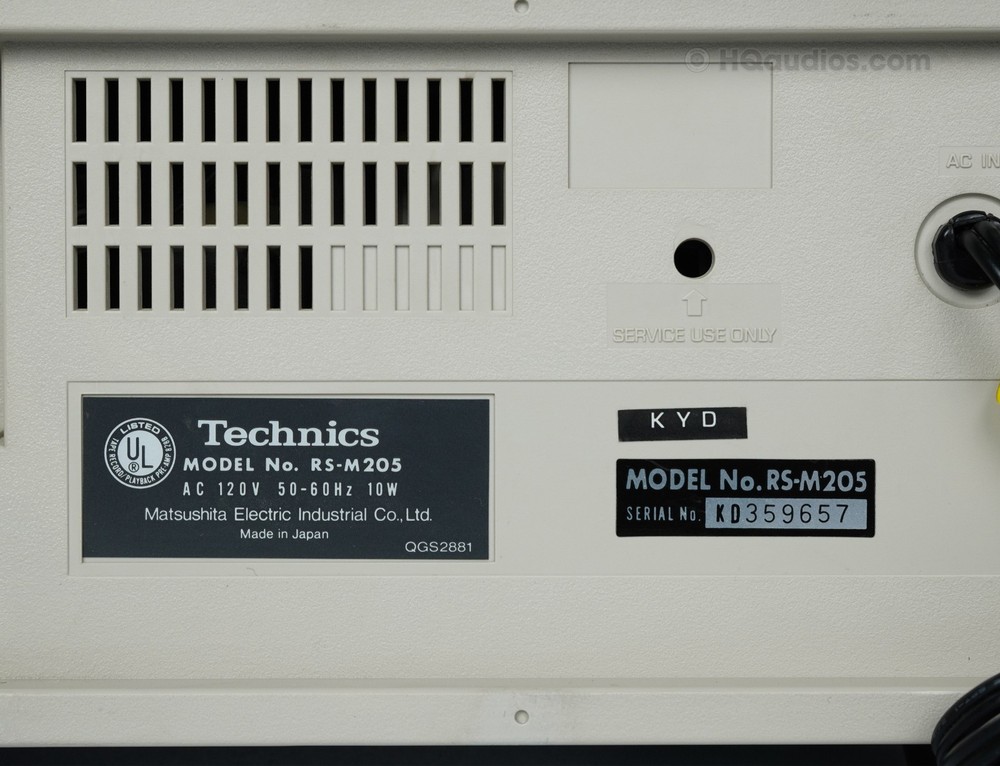 © HQaudios.com
AC IN
SERVICE USE ONLY
LISTED
UL
®
Technics
MODEL No. RS-M205
AC 120V 50-60Hz 10W
Matsushita Electric Industrial Co., Ltd.
Made in Japan
QGS2881
KYD
MODEL No. RS-M205
SERIAL No. KD359657